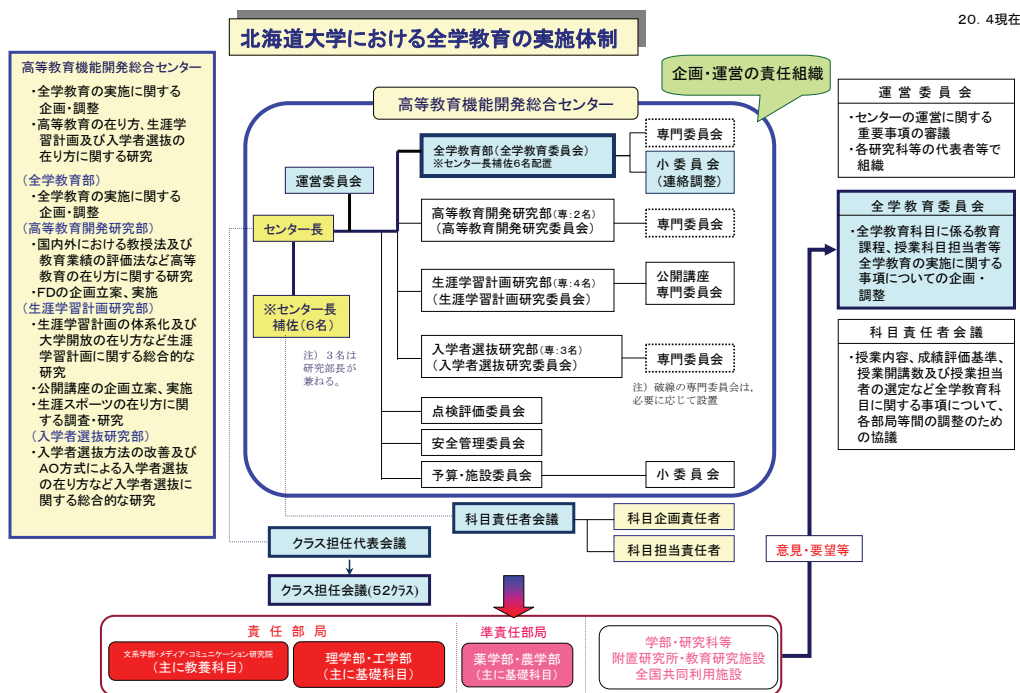 20．4現在
北海道大学における全学教育の実施体制
高等教育機能開発総合センター
・全学教育の実施に関する
企画・調整
・高等教育の在り方、生涯学
習計画及び入学者選抜の
在り方に関する研究
（全学教育部）
・全学教育の実施に関する
企画・調整
（高等教育開発研究部）
・国内外における教授法及び
教育業績の評価法など高等
教育の在り方に関する研究
・FDの企画立案、実施
（生涯学習計画研究部）
・生涯学習計画の体系化及び
大学開放の在り方など生涯
学習計画に関する総合的な
研究
・公開講座の企画立案、実施
・生涯スポーツの在り方に関
する調査・研究
（入学者選抜研究部）
・入学者選抜方法の改善及び
AO方式による入学者選抜
の在り方など入学者選抜に
関する総合的な研究
企画・運営の責任組織
高等教育機能開発総合センター
運営委員会
センター長
※センター長
補佐（6名）
注）３名は
研究部長が
兼ねる。
全学教育部（全学教育委員会）
※センター長補佐6名配置
専門委員会
小委員会
（連絡調整）
高等教育開発研究部（専：2名）
（高等教育開発研究委員会）
専門委員会
生涯学習計画研究部（専：4名）
（生涯学習計画研究委員会）
公開講座
専門委員会
入学者選抜研究部（専：3名）
（入学者選抜研究委員会）
専門委員会
注）破線の専門委員会は，
必要に応じて設置
点検評価委員会
安全管理委員会
予算・施設委員会
小委員会
運営委員会
・センターの運営に関する
重要事項の審議
・各研究科等の代表者等で
組織
全学教育委員会
・全学教育科目に係る教育
課程、授業科目担当者等
全学教育の実施に関する
事項についての企画・
調整
科目責任者会議
・授業内容、成績評価基準、
授業開講数及び授業担当
者の選定など全学教育科
目に関する事項について、
各部局等間の調整のため
の協議
科目責任者会議
科目企画責任者
科目担当責任者
クラス担任代表会議
クラス担任会議（52クラス）
意見・要望等
責任部局
文系学部・メディア・コミュニケーション研究院
（主に教養科目）
理学部・工学部
（主に基礎科目）
準責任部局
薬学部・農学部
（主に基礎科目）
学部・研究科等
附置研究所・教育研究施設
全国共同利用施設